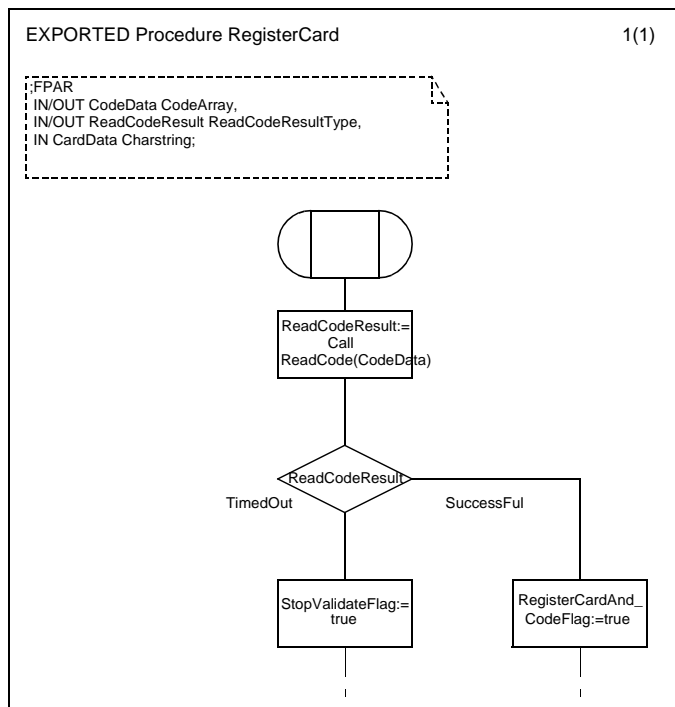 EXPORTED Procedure RegisterCard
1(1)
;FPAR
IN/OUT CodeData CodeArray,
IN/OUT ReadCodeResult ReadCodeResultType,
IN CardData Charstring;
ReadCodeResult:=
Call
ReadCode(CodeData)
ReadCodeResult
TimedOut
SuccessFul
StopValidateFlag:=
true
RegisterCardAnd_
CodeFlag:=true